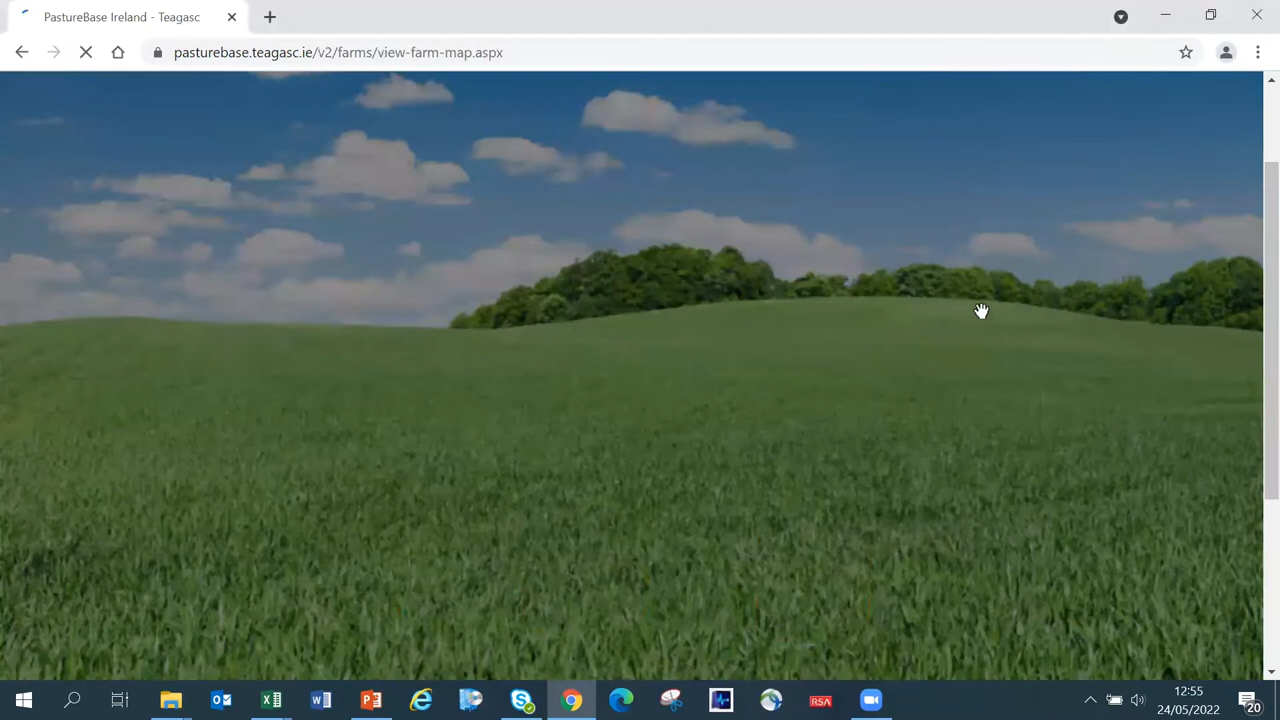 PastureBase Ireland - Teagasc
pasturebase.teagasc.ie/v2/farms/view-farm-map.aspx
RSA
12:55
24/05/2022
20